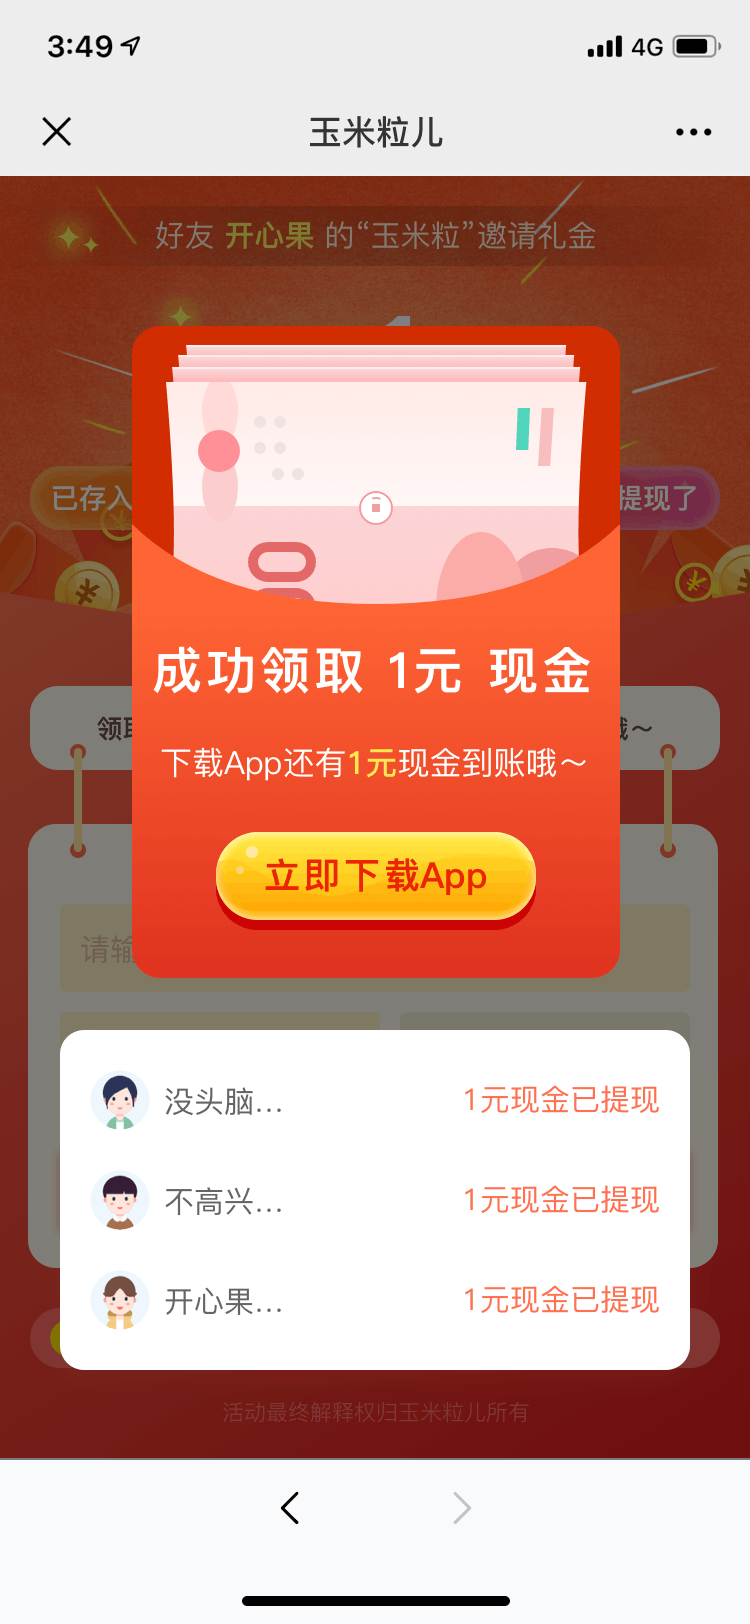 3:49
4G
玉米粒儿
好友 开心果 的“玉米粒”邀请礼金
已存入
提现了
成功领取 1元 现金
哦～
下载App还有1元现金到账哦～
立即下载App
请输
没头脑...
1元现金已提现
不高兴...
1元现金已提现
开心果...
1元现金已提现
活动最终解释权归玉米粒儿所有